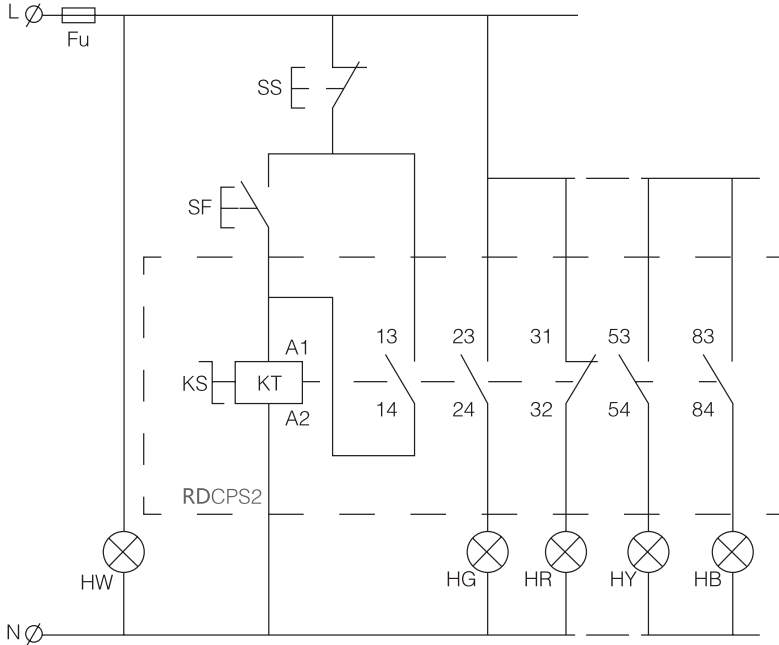 L
Fu
SS
SF
13 23 31 53 83
A1
KS KT
14 24 32 54 84
A2
RDCPS2
HW HG HR HY HB
N